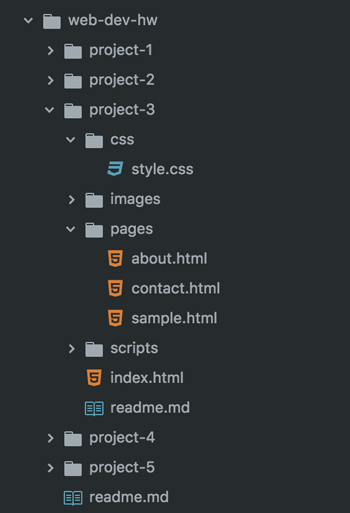 web-dev-hw
project-1
project-2
project-3
css
style.css
images
pages
about.html
contact.html
sample.html
scripts
index.html
readme.md
project-4
project-5
readme.md